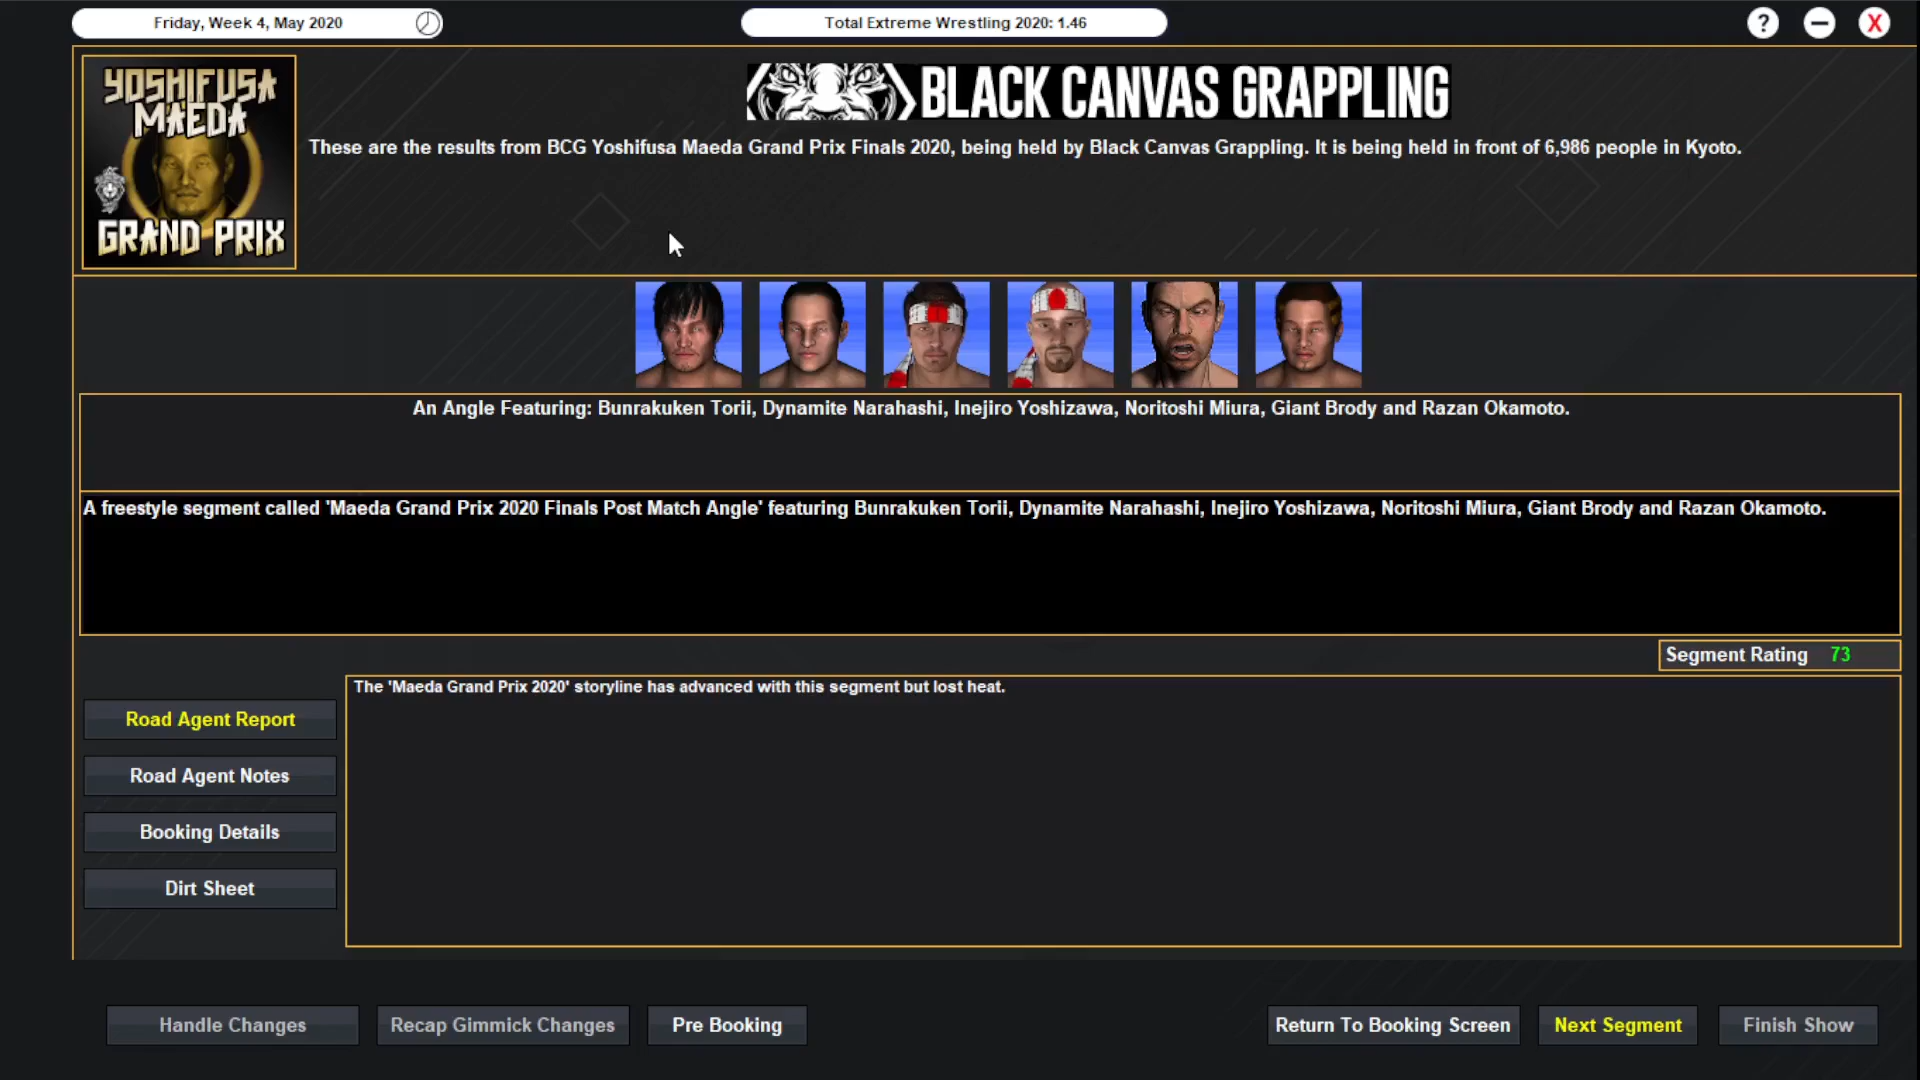 Friday, Week 4, May 2020
Total Extreme Wrestling 2020: 1.46
?
X
YOSHIFUSA
MAEDA
GRAND PRIX
BLACK CANVAS GRAPPLING
These are the results from BCG Yoshifusa Maeda Grand Prix Finals 2020, being held by Black Canvas Grappling. It is being held in front of 6,986 people in Kyoto.
An Angle Featuring: Bunrakuken Torii, Dynamite Narahashi, Inejiro Yoshizawa, Noritoshi Miura, Giant Brody and Razan Okamoto.
A freestyle segment called 'Maeda Grand Prix 2020 Finals Post Match Angle' featuring Bunrakuken Torii, Dynamite Narahashi, Inejiro Yoshizawa, Noritoshi Miura, Giant Brody and Razan Okamoto.
Segment Rating 73
The 'Maeda Grand Prix 2020' storyline has advanced with this segment but lost heat.
Road Agent Report
Road Agent Notes
Booking Details
Dirt Sheet
Handle Changes
Recap Gimmick Changes
Pre Booking
Return To Booking Screen
Next Segment
Finish Show